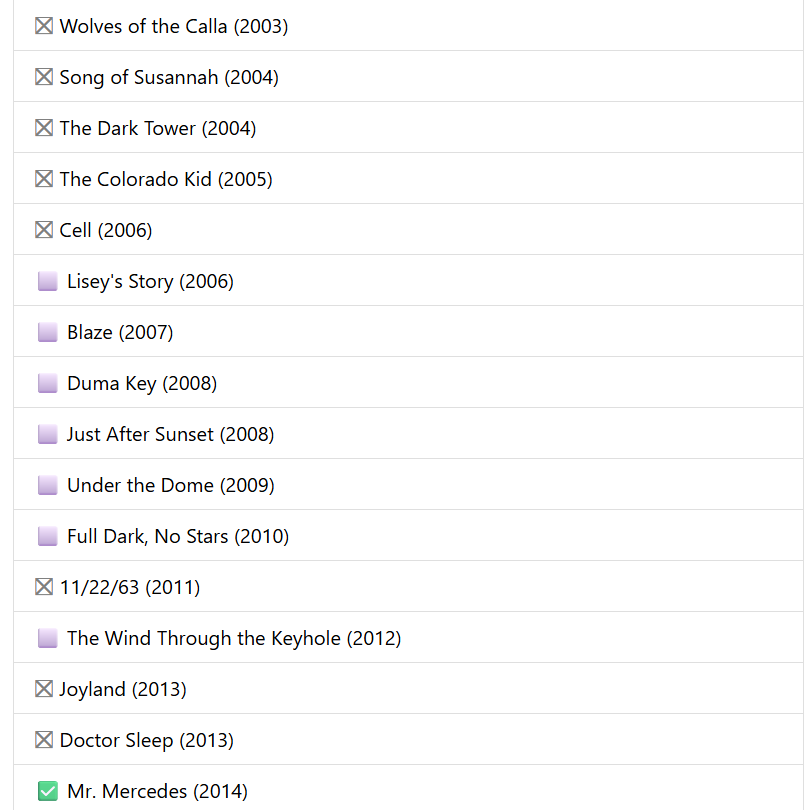 ☒ Wolves of the Calla (2003)
☒ Song of Susannah (2004)
☒ The Dark Tower (2004)
☒ The Colorado Kid (2005)
☒ Cell (2006)
Lisey's Story (2006)
Blaze (2007)
Duma Key (2008)
Just After Sunset (2008)
Under the Dome (2009)
Full Dark, No Stars (2010)
☒ 11/22/63 (2011)
The Wind Through the Keyhole (2012)
☒ Joyland (2013)
☒ Doctor Sleep (2013)
✅ Mr. Mercedes (2014)